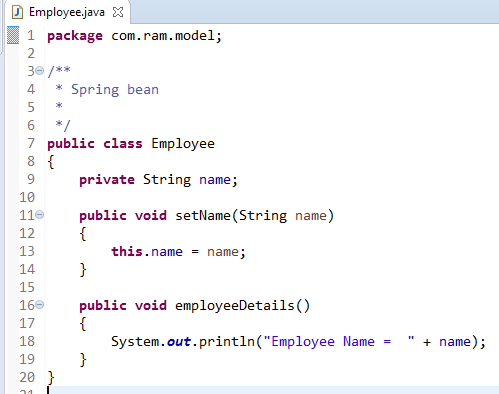 Employee.java
1 package com.ram.model;
2
3 /**
4  * Spring bean
5  *
6  */
7 public class Employee
8 {
9     private String name;
10
11     public void setName(String name)
12     {
13         this.name = name;
14     }
15
16     public void employeeDetails()
17     {
18         System.out.println("Employee Name =  " + name);
19     }
20 }
21